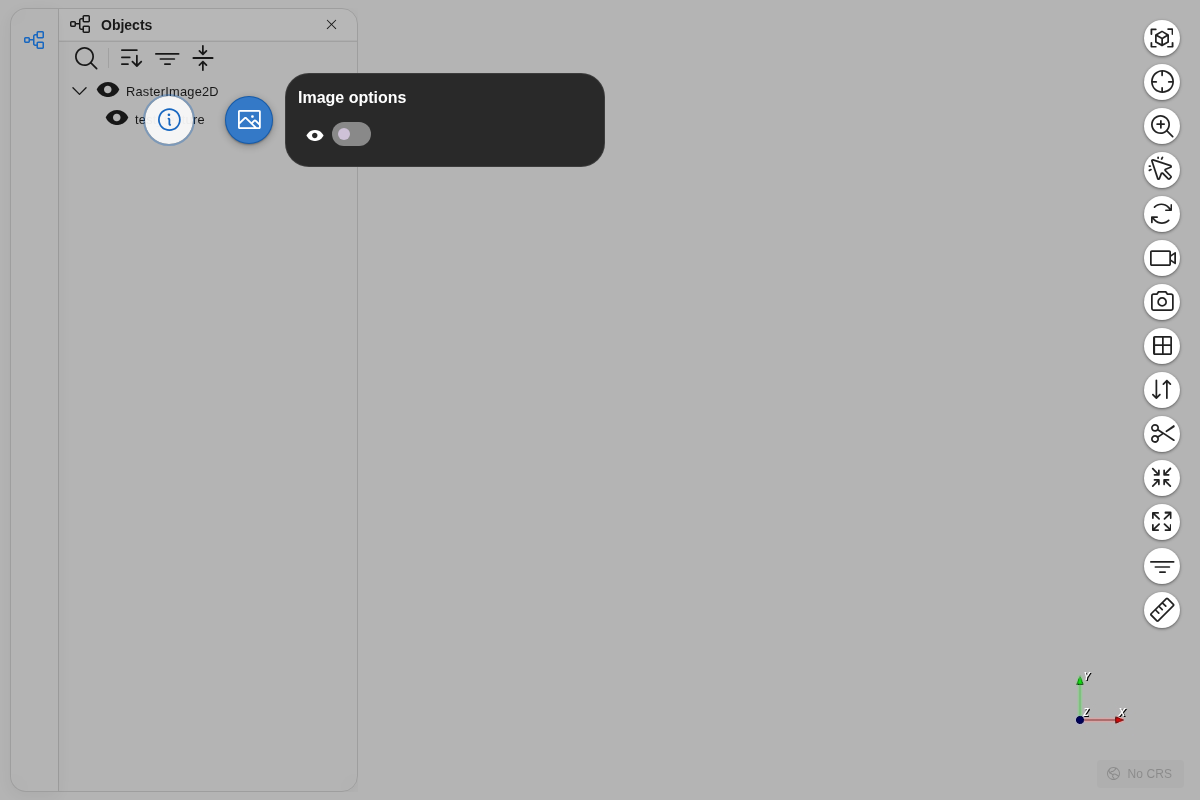 Objects
RasterImage2D
Image options
Y
Z
X
No CRS